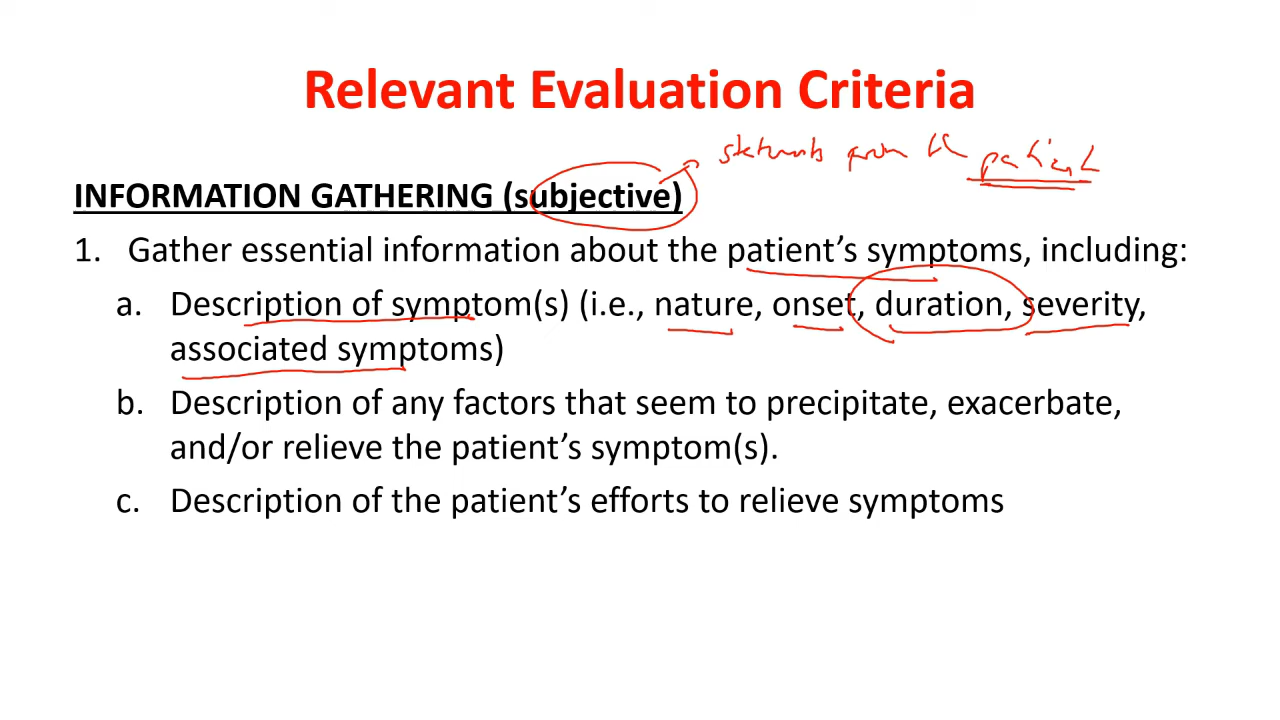 Relevant Evaluation Criteria
statements from the patient
INFORMATION GATHERING (subjective)
1. Gather essential information about the patient’s symptoms, including:
a. Description of symptom(s) (i.e., nature, onset, duration, severity,
associated symptoms)
b. Description of any factors that seem to precipitate, exacerbate,
and/or relieve the patient’s symptom(s).
c. Description of the patient’s efforts to relieve symptoms